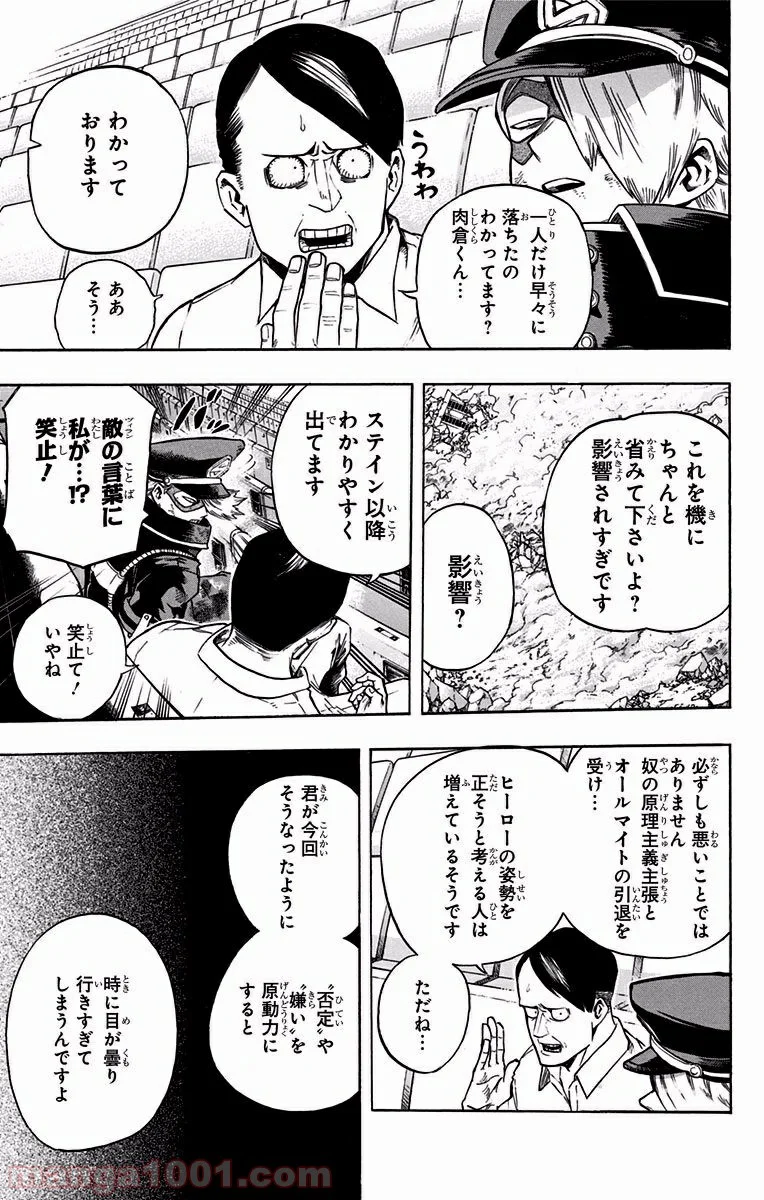 一人だけ早々に
落ちたの
わかってます?
肉倉くん…
うわわ
わかって
おります
ああ
そう…
これを機に
ちゃんと
省みて下さいよ?
影響されすぎです
影響?
ステイン以降
わかりやすく
出てます
敵の言葉に
私が…!?
笑止!
笑止て!
いやね
必ずしも悪いことでは
ありません
奴の原理主義主張と
オールマイトの引退を
受け…
ヒーローの姿勢を
正そうと考える人は
増えているそうです
ただね…
君が今回
そうなったように
“否定”や
“嫌い”を
原動力に
すると
時に目が曇り
行きすぎて
しまうんですよ
manga1001.com